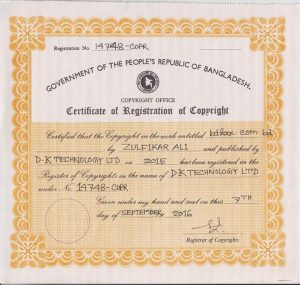 Registration No. 14748-COPR
GOVERNMENT OF THE PEOPLE'S REPUBLIC OF BANGLADESH.
COPYRIGHT OFFICE
Certificate of Registration of Copyright
Certified that the Copyright in the work entitled bdface.com.bd
by ZULFIKAR ALI and published by
D-K TECHNOLOGY LTD on 2015 has been registered in the
Register of Copyrights in the name of D-K TECHNOLOGY LTD
under No 14748-COPR
Given under my hand and seal on this 7TH
day of SEPTEMBER, 2016
Registrar of Copyrights